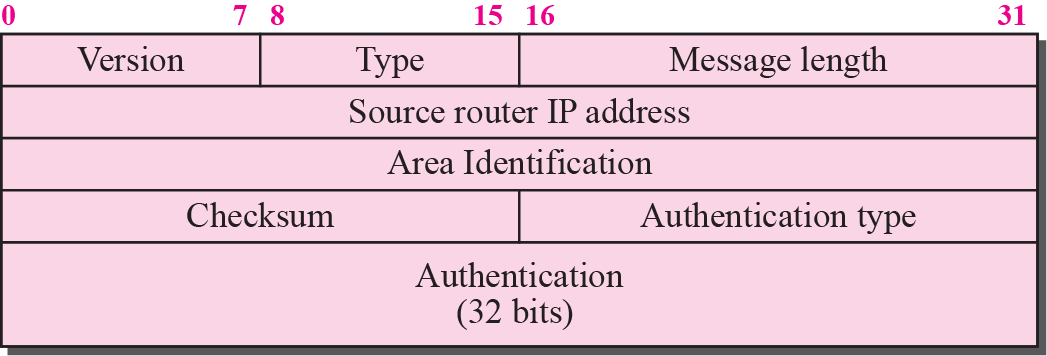 0 7 8 15 16 31
Version Type Message length
Source router IP address
Area Identification
Checksum Authentication type
Authentication
(32 bits)